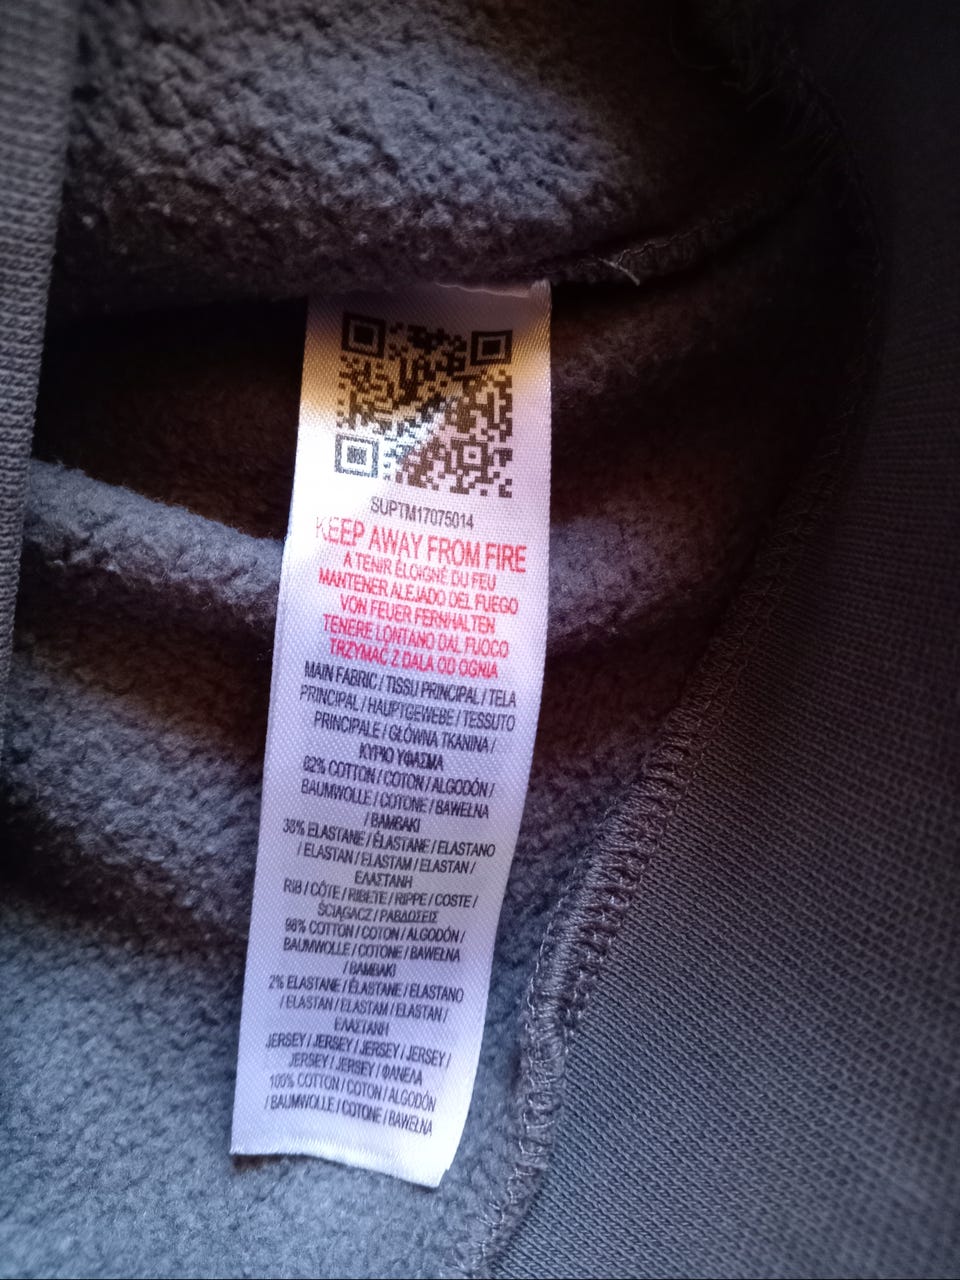 SUPTM17075014
KEEP AWAY FROM FIRE
A TENIR ÉLOIGNÉ DU FEU
MANTENER ALEJADO DEL FUEGO
VON FEUER FERNHALTEN
TENERE LONTANO DAL FUOCO
TRZYMAĆ Z DALA OD OGNIA
MAIN FABRIC / TISSU PRINCIPAL / TELA
PRINCIPAL / HAUPTGEWEBE / TESSUTO
PRINCIPALE / GŁÓWNA TKANINA /
ΚΥΡΙΟ ΥΦΑΣΜΑ
62% COTTON / COTON / ALGODÓN /
BAUMWOLLE / COTONE / BAWEŁNA
/ ΒΑΜΒΑΚΙ
38% ELASTANE / ÉLASTANE / ELASTANO
/ ELASTAN / ELASTAM / ELASTAN /
ΕΛΑΣΤΑΝΗ
RIB / CÔTE / RIBETE / RIPPE / COSTE /
ŚCIĄGACZ / ΡΑΒΔΩΣΕΙΣ
98% COTTON / COTON / ALGODÓN /
BAUMWOLLE / COTONE / BAWEŁNA
/ ΒΑΜΒΑΚΙ
2% ELASTANE / ÉLASTANE / ELASTANO
/ ELASTAN / ELASTAM / ELASTAN /
ΕΛΑΣΤΑΝΗ
JERSEY / JERSEY / JERSEY / JERSEY /
JERSEY / JERSEY / ΦΑΝΕΛΑ
100% COTTON / COTON / ALGODÓN
/ BAUMWOLLE / COTONE / BAWEŁNA